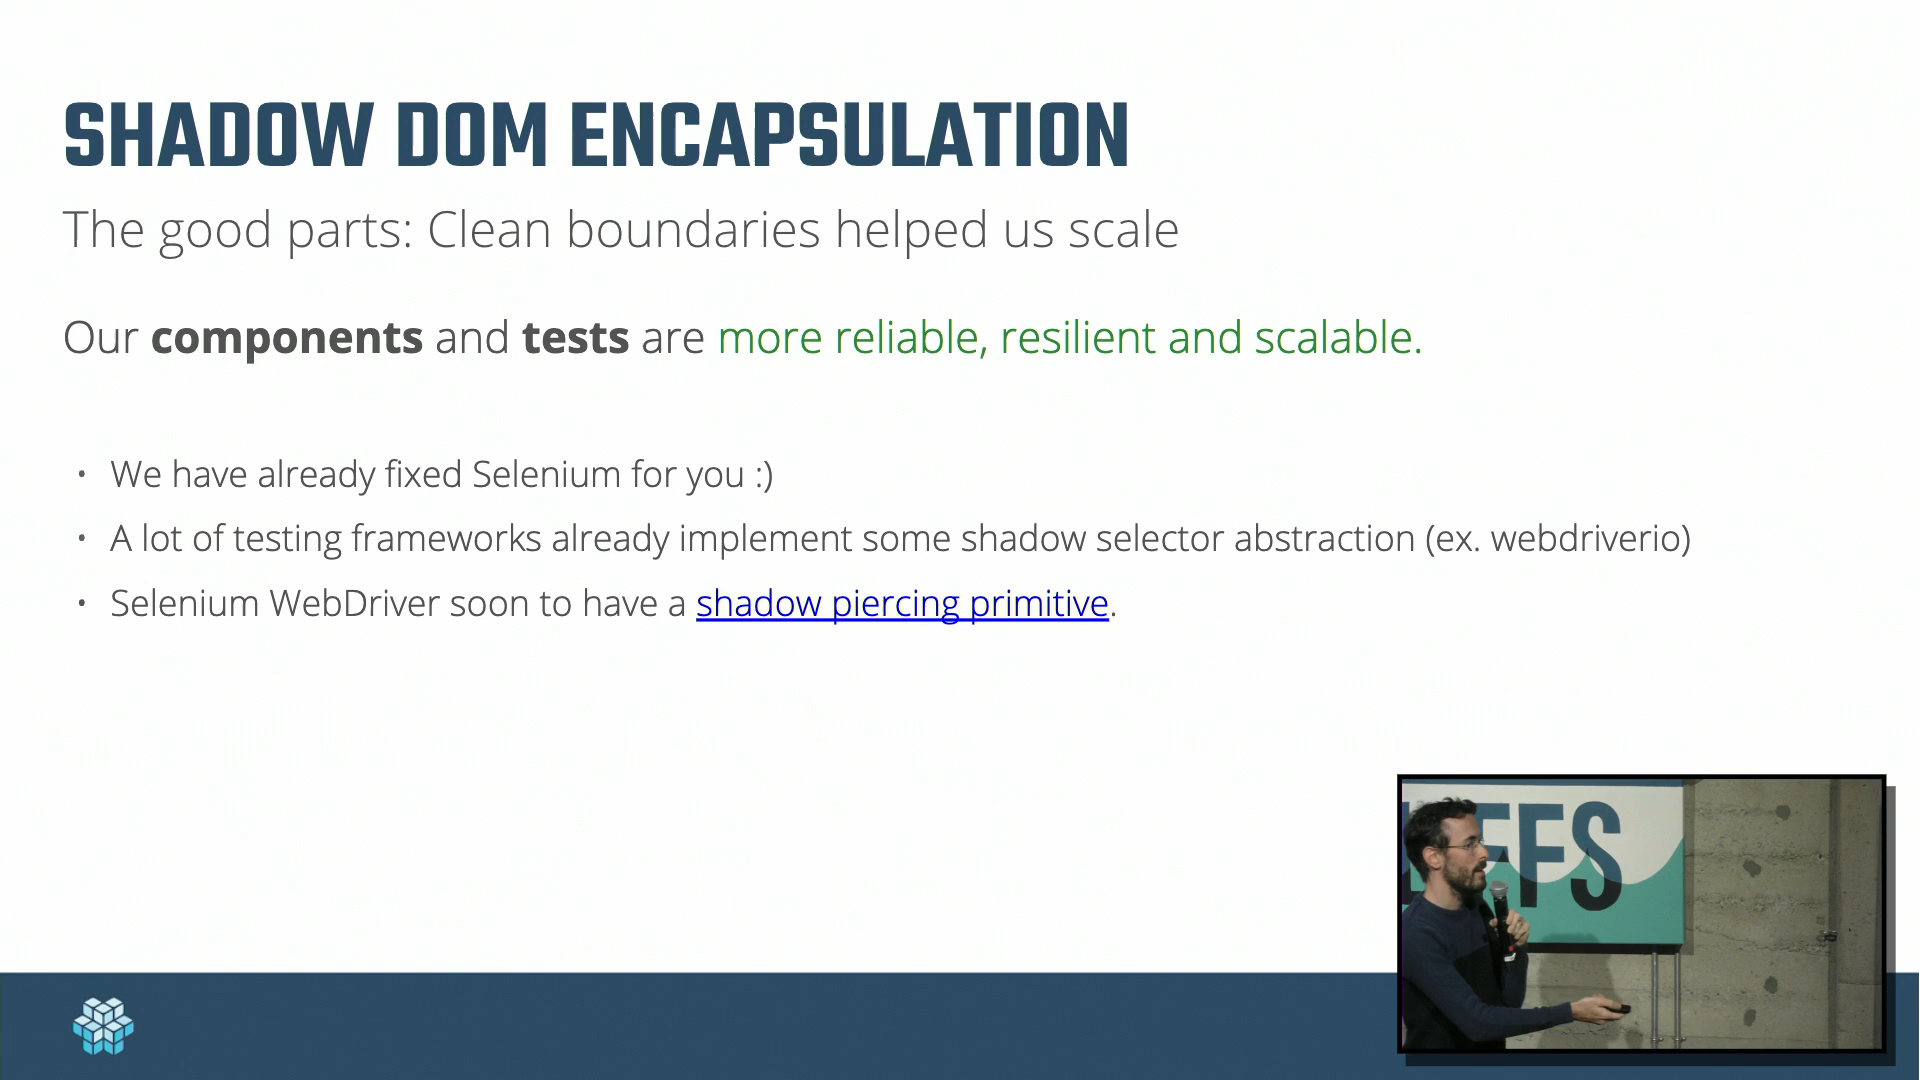 SHADOW DOM ENCAPSULATION
The good parts: Clean boundaries helped us scale
Our components and tests are more reliable, resilient and scalable.
• We have already fixed Selenium for you :)
• A lot of testing frameworks already implement some shadow selector abstraction (ex. webdriverio)
• Selenium WebDriver soon to have a shadow piercing primitive.